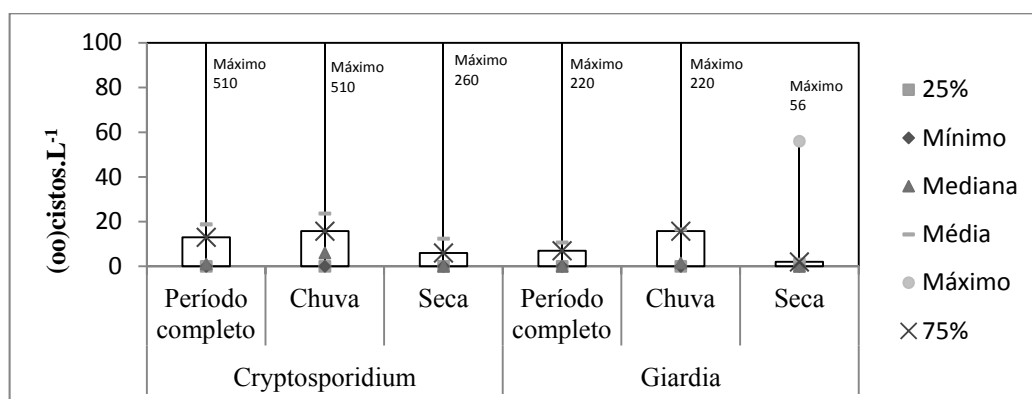 100
80
60
40
20
0
(oo)cistos.L⁻¹
Máximo
510
Máximo
510
Máximo
260
Máximo
220
Máximo
220
Máximo
56
Período
completo
Chuva
Seca
Período
completo
Chuva
Seca
Cryptosporidium
Giardia
25%
Mínimo
Mediana
Média
Máximo
75%